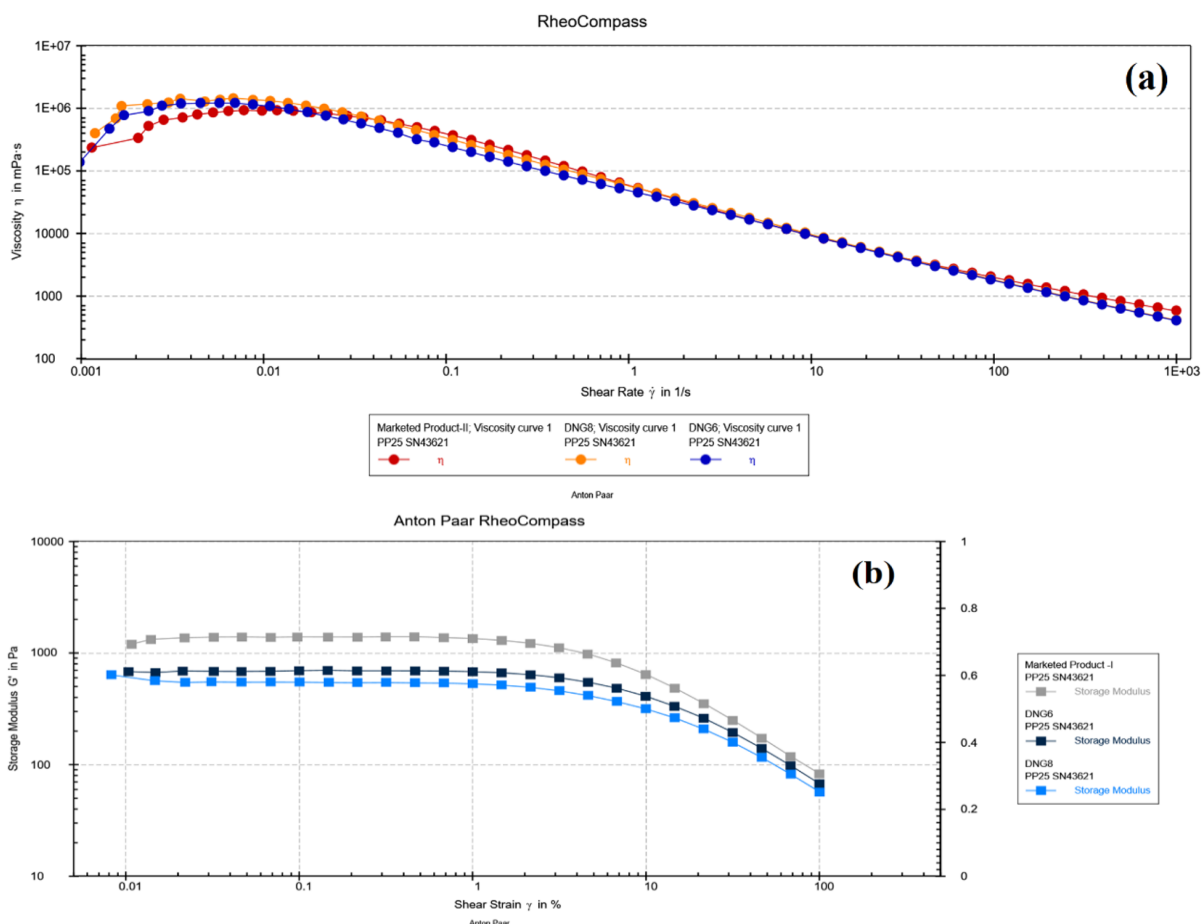 RheoCompass
(a)
1E+07
1E+06
1E+05
10000
1000
100
Viscosity η in mPa·s
0.001 0.01 0.1 1 10 100 1E+03
Shear Rate γ̇ in 1/s
Marketed Product-II; Viscosity curve 1 DNG8; Viscosity curve 1 DNG6; Viscosity curve 1
PP25 SN43621 PP25 SN43621 PP25 SN43621
η η η
Anton Paar
Anton Paar RheoCompass
(b)
10000
1000
100
10
Storage Modulus G' in Pa
1
0.8
0.6
0.4
0.2
0
0.01 0.1 1 10 100
Shear Strain γ in %
Anton Paar
Marketed Product -I
PP25 SN43621
Storage Modulus
DNG6
PP25 SN43621
Storage Modulus
DNG8
PP25 SN43621
Storage Modulus